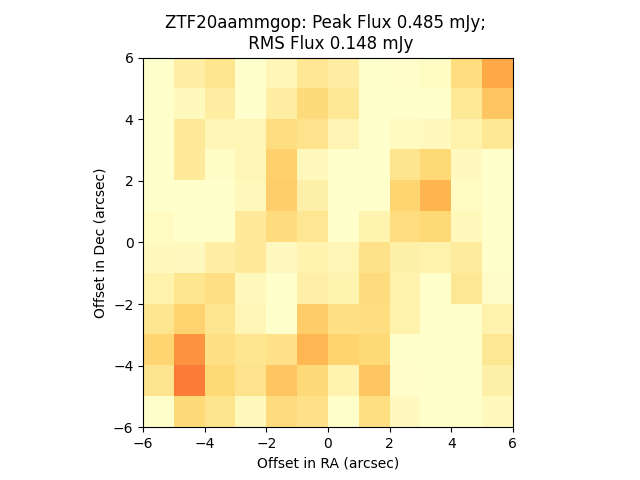 ZTF20aammgop: Peak Flux 0.485 mJy;
RMS Flux 0.148 mJy
6
4
2
0
−2
−4
−6
Offset in Dec (arcsec)
−6 −4 −2 0 2 4 6
Offset in RA (arcsec)